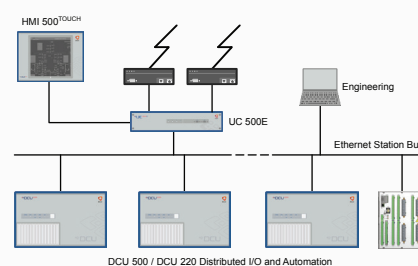 HMI 500TOUCH
Engineering
UC 500E
Ethernet Station Bu
DCU 500 / DCU 220 Distributed I/O and Automation